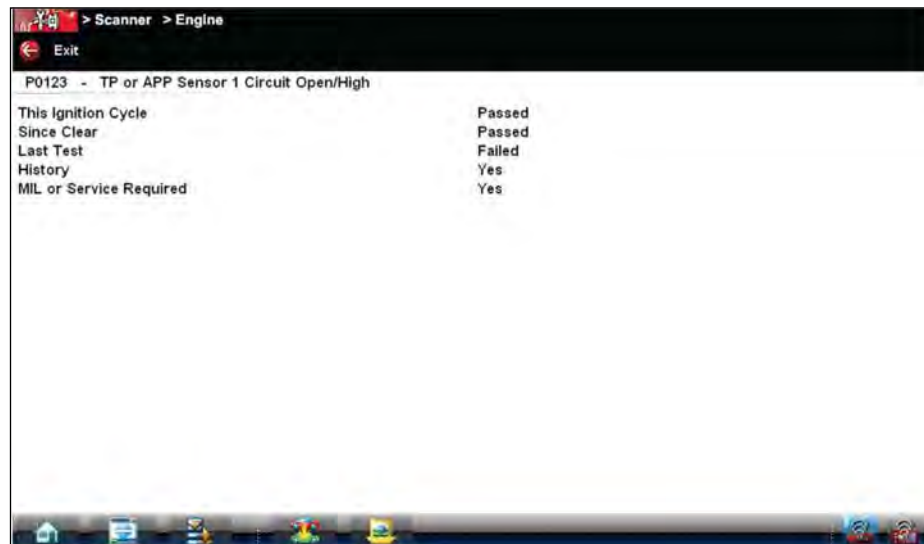 > Scanner > Engine
Exit
P0123 - TP or APP Sensor 1 Circuit Open/High
This Ignition Cycle Passed
Since Clear Passed
Last Test Failed
History Yes
MIL or Service Required Yes